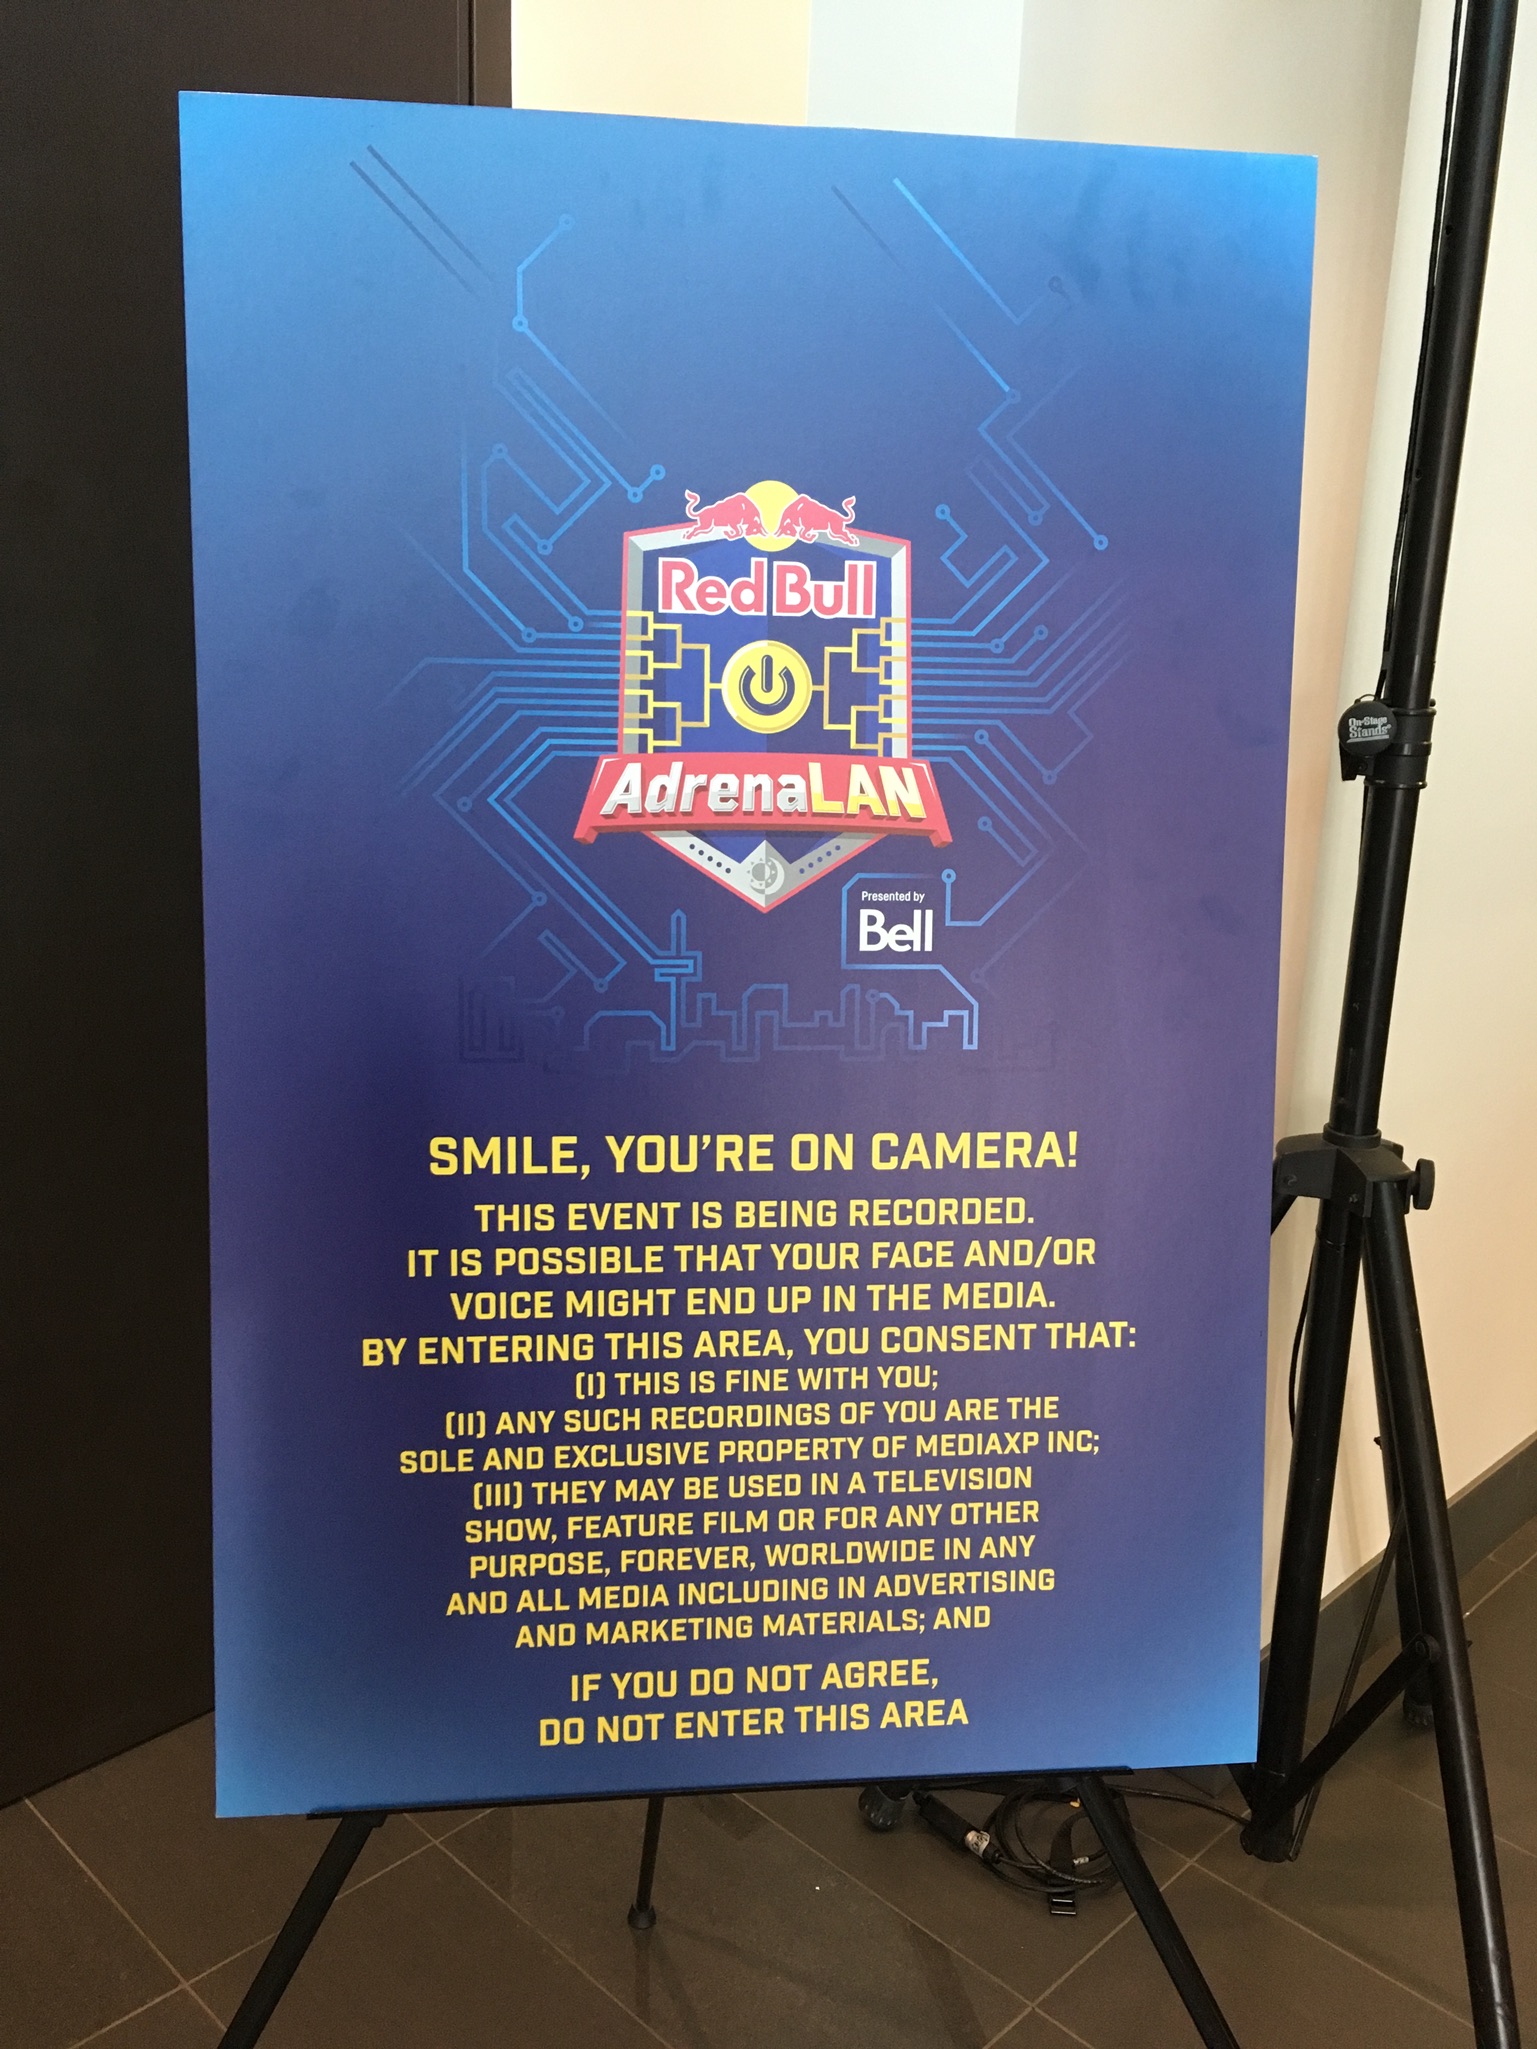 Red Bull
AdrenaLAN
Presented by
Bell
On-Stage
Stands
SMILE, YOU'RE ON CAMERA!
THIS EVENT IS BEING RECORDED.
IT IS POSSIBLE THAT YOUR FACE AND/OR
VOICE MIGHT END UP IN THE MEDIA.
BY ENTERING THIS AREA, YOU CONSENT THAT:
(I) THIS IS FINE WITH YOU;
(II) ANY SUCH RECORDINGS OF YOU ARE THE
SOLE AND EXCLUSIVE PROPERTY OF MEDIAXP INC;
(III) THEY MAY BE USED IN A TELEVISION
SHOW, FEATURE FILM OR FOR ANY OTHER
PURPOSE, FOREVER, WORLDWIDE IN ANY
AND ALL MEDIA INCLUDING IN ADVERTISING
AND MARKETING MATERIALS; AND
IF YOU DO NOT AGREE,
DO NOT ENTER THIS AREA